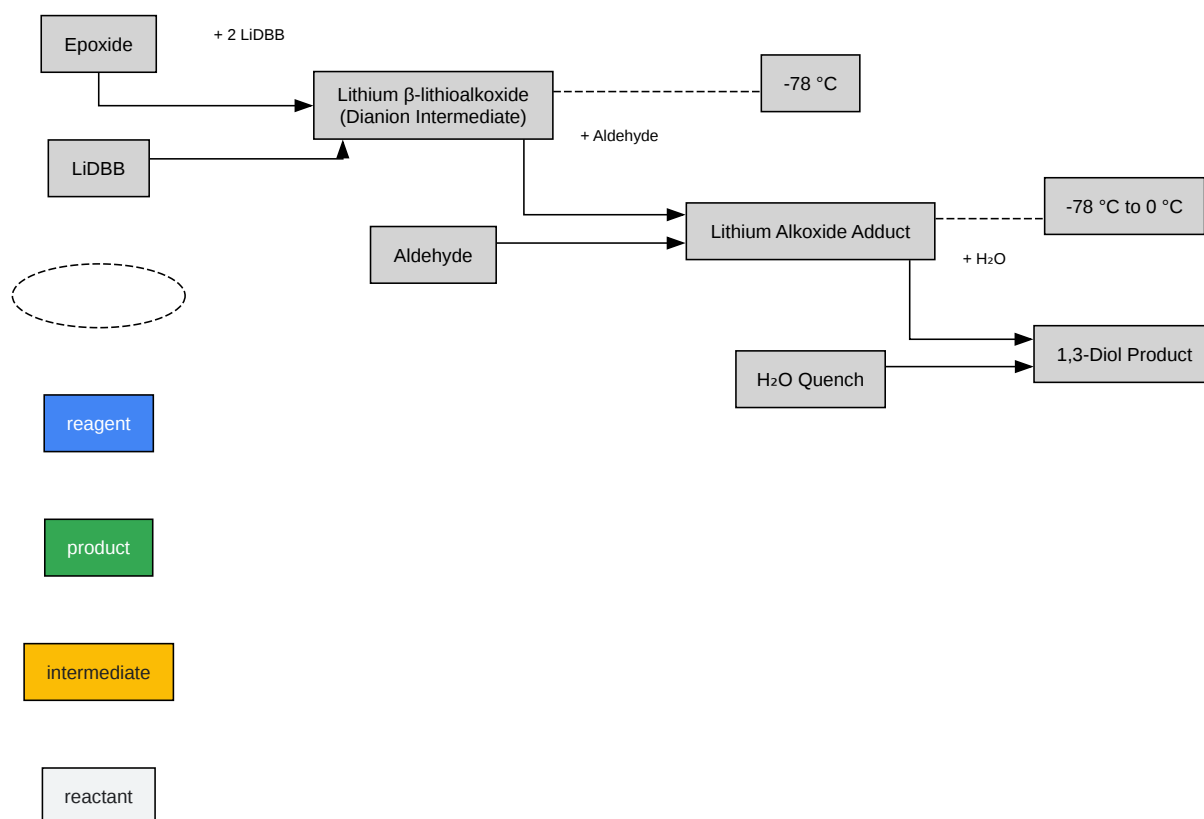 Epoxide
+ 2 LiDBB
Lithium β-lithioalkoxide
(Dianion Intermediate)
-78 °C
+ Aldehyde
LiDBB
-78 °C to 0 °C
Lithium Alkoxide Adduct
Aldehyde
+ H₂O
1,3-Diol Product
H₂O Quench
reagent
product
intermediate
reactant